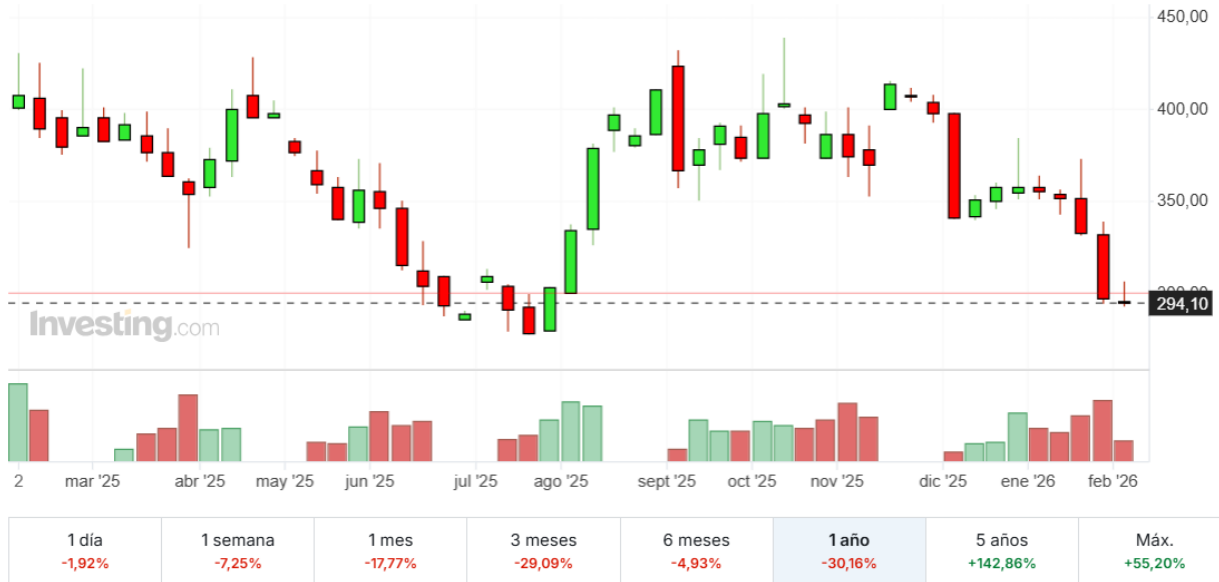 450,00
400,00
350,00
300,00
294,10
Investing.com
2 mar '25 abr '25 may '25 jun '25 jul '25 ago '25 sept '25 oct '25 nov '25 dic '25 ene '26 feb '26
1 día 1 semana 1 mes 3 meses 6 meses 1 año 5 años Máx.
-1,92% -7,25% -17,77% -29,09% -4,93% -30,16% +142,86% +55,20%